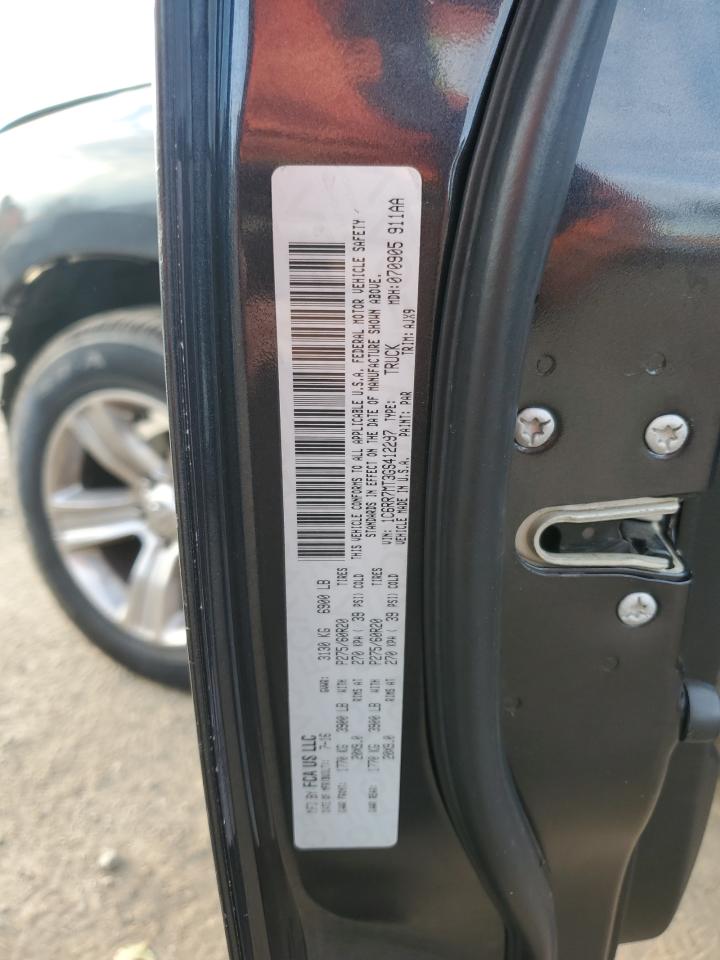 MFD BY FCA US LLC
DATE OF MFR(BUILT): 7-16
GVWR: 3130 KG 6900 LB
GAWR FRONT: 1770 KG 3900 LB WITH P275/60R20 TIRES
20X9.0 RIMS AT 270 KPA ( 39 PSI) COLD
GAWR REAR: 1770 KG 3900 LB WITH P275/60R20 TIRES
20X9.0 RIMS AT 270 KPA ( 39 PSI) COLD
THIS VEHICLE CONFORMS TO ALL APPLICABLE U.S.A. FEDERAL MOTOR VEHICLE SAFETY
STANDARDS IN EFFECT ON THE DATE OF MANUFACTURE SHOWN ABOVE.
VIN: 1C6RR7MT3GS412297 TYPE: TRUCK MDH:070905 911AA
VEHICLE MADE IN U.S.A. PAINT: PAR TRIM: AJX9